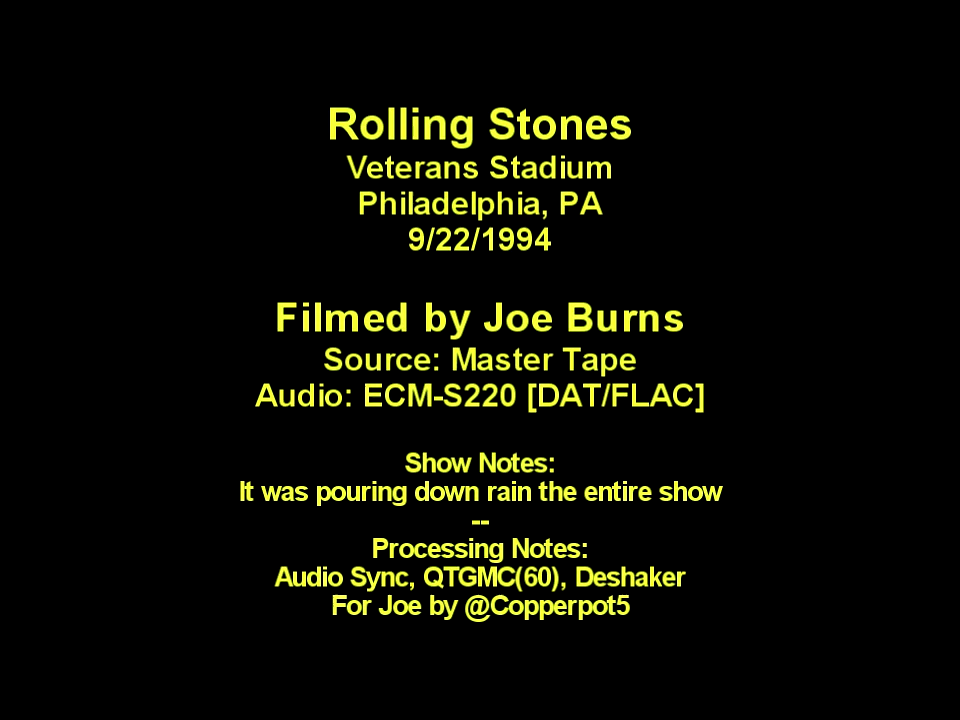 Rolling Stones
Veterans Stadium
Philadelphia, PA
9/22/1994
Filmed by Joe Burns
Source: Master Tape
Audio: ECM-S220 [DAT/FLAC]
Show Notes:
It was pouring down rain the entire show
--
Processing Notes:
Audio Sync, QTGMC(60), Deshaker
For Joe by @Copperpot5